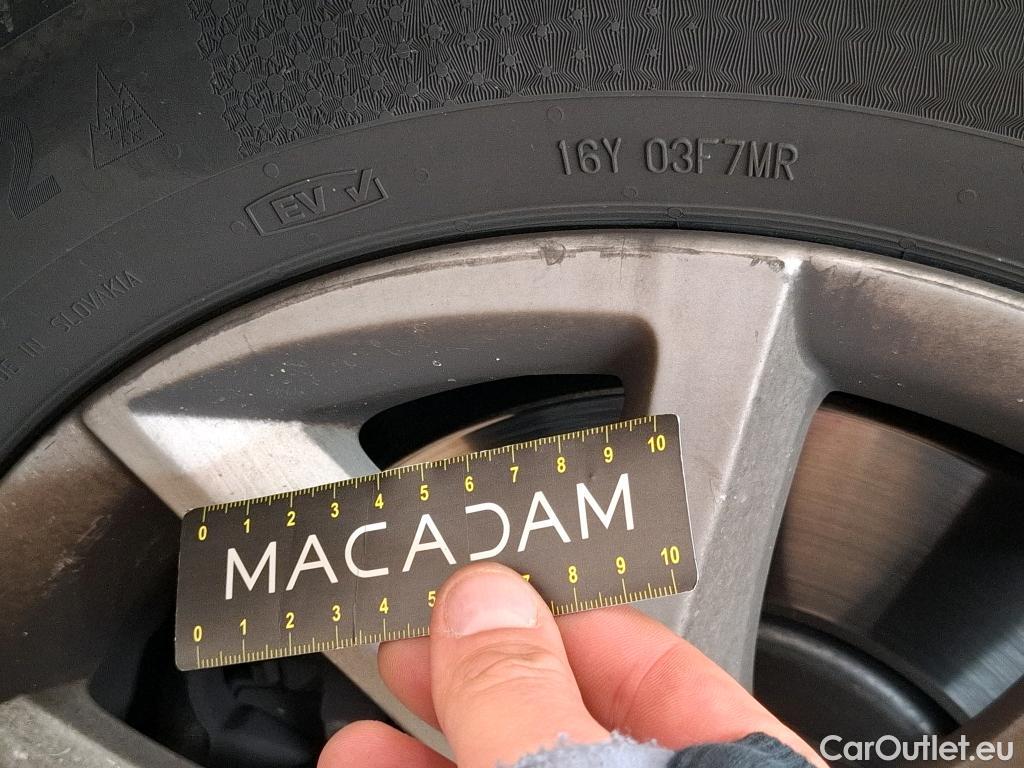 2
16Y 03F7MR
EV
SLOVAKIA
IN
0 1 2 3 4 5 6 7 8 9 10
MACADAM
0 1 2 3 4 5 8 9 10
CarOutlet.eu